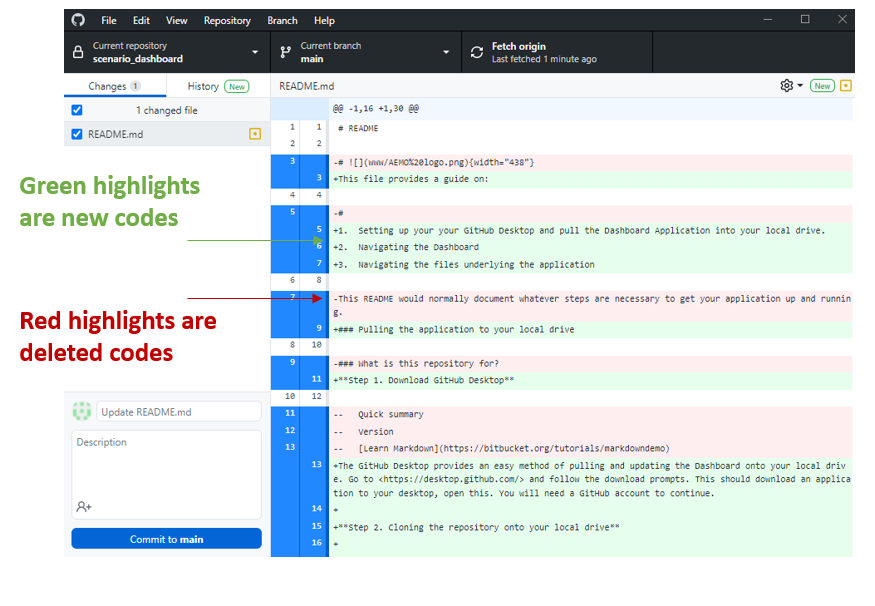 File Edit View Repository Branch Help
Current repository
scenario_dashboard
Current branch
main
Fetch origin
Last fetched 1 minute ago
Changes 1 History New
README.md New
1 changed file
README.md
@@ -1,16 +1,30 @@
1 1 # README
2 2
3 -# ![](www/AEMO%20logo.png){width="438"}
3 +This file provides a guide on:
4 4
5 -#
5 +1. Setting up your your GitHub Desktop and pull the Dashboard Application into your local drive.
6 +2. Navigating the Dashboard
7 +3. Navigating the files underlying the application
6 8
7 -This README would normally document whatever steps are necessary to get your application up and runnin
g.
9 +### Pulling the application to your local drive
8 10
9 -### What is this repository for?
11 +**Step 1. Download GitHub Desktop**
10 12
11 -- Quick summary
12 -- Version
13 -- [Learn Markdown](https://bitbucket.org/tutorials/markdowndemo)
13 +The GitHub Desktop provides an easy method of pulling and updating the Dashboard onto your local driv
e. Go to <https://desktop.github.com/> and follow the download prompts. This should download an applica
tion to your desktop, open this. You will need a GitHub account to continue.
14 +
15 +**Step 2. Cloning the repository onto your local drive**
16 +
Green highlights
are new codes
Red highlights are
deleted codes
Update README.md
Description
Commit to main